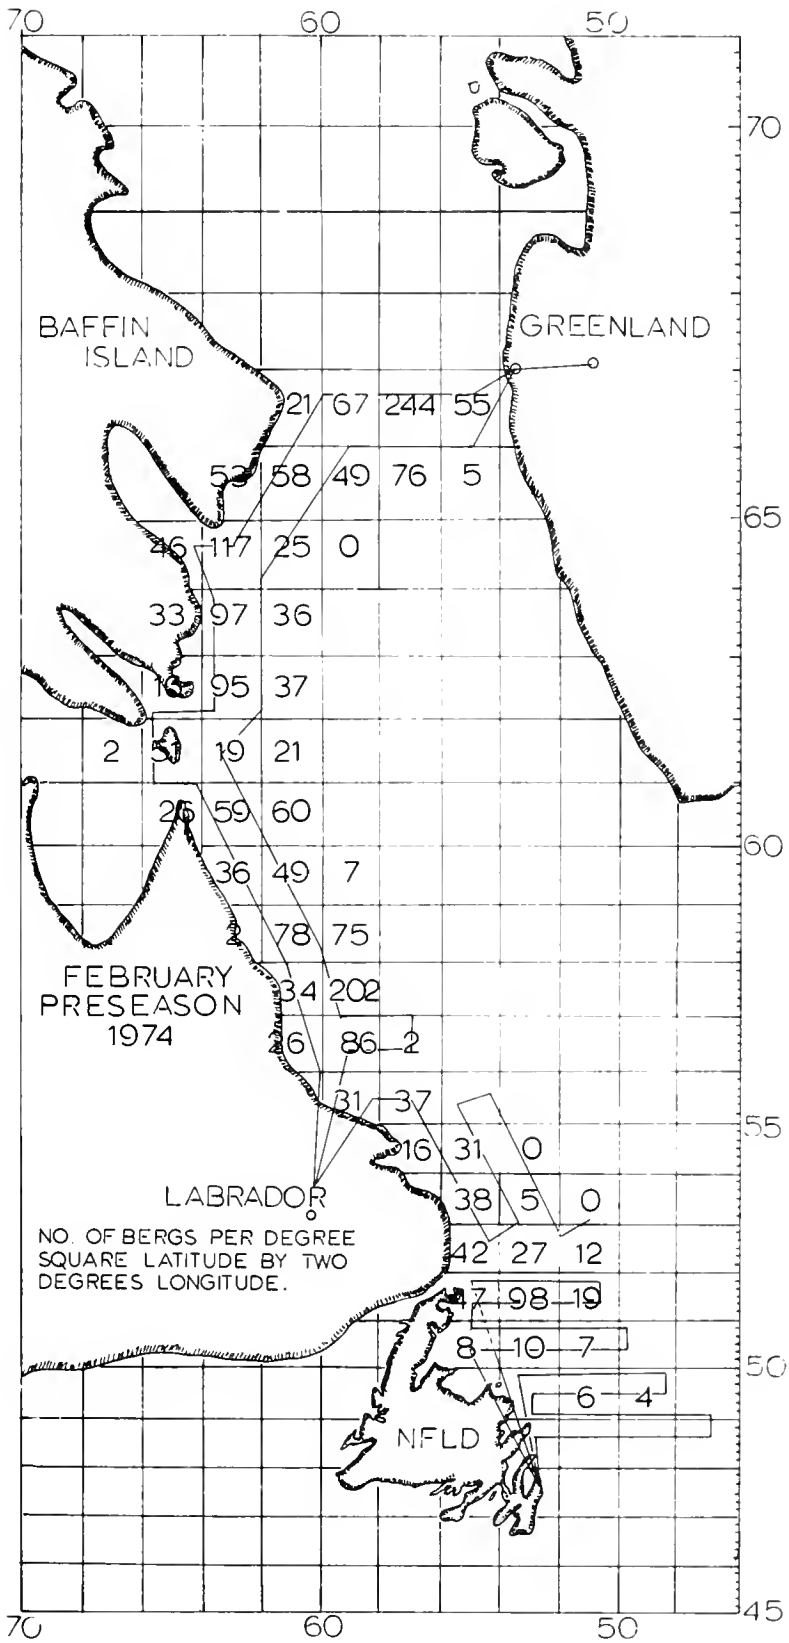 70 60 50
70
BAFFIN
ISLAND
GREENLAND
21 67 244 55
53 58 49 76 5
65
46 117 25 0
33 97 36
95 37
2 19 21
59 60
60
36 49 7
2 78 75
FEBRUARY
PRESEASON
1974
34 202
26 86 2
31 37
55
16 31 0
LABRADOR
38 5 0
NO. OF BERGS PER DEGREE
SQUARE LATITUDE BY TWO
DEGREES LONGITUDE.
42 27 12
47 98 19
8 10 7
50
6 4
NFLD
45
70 60 50